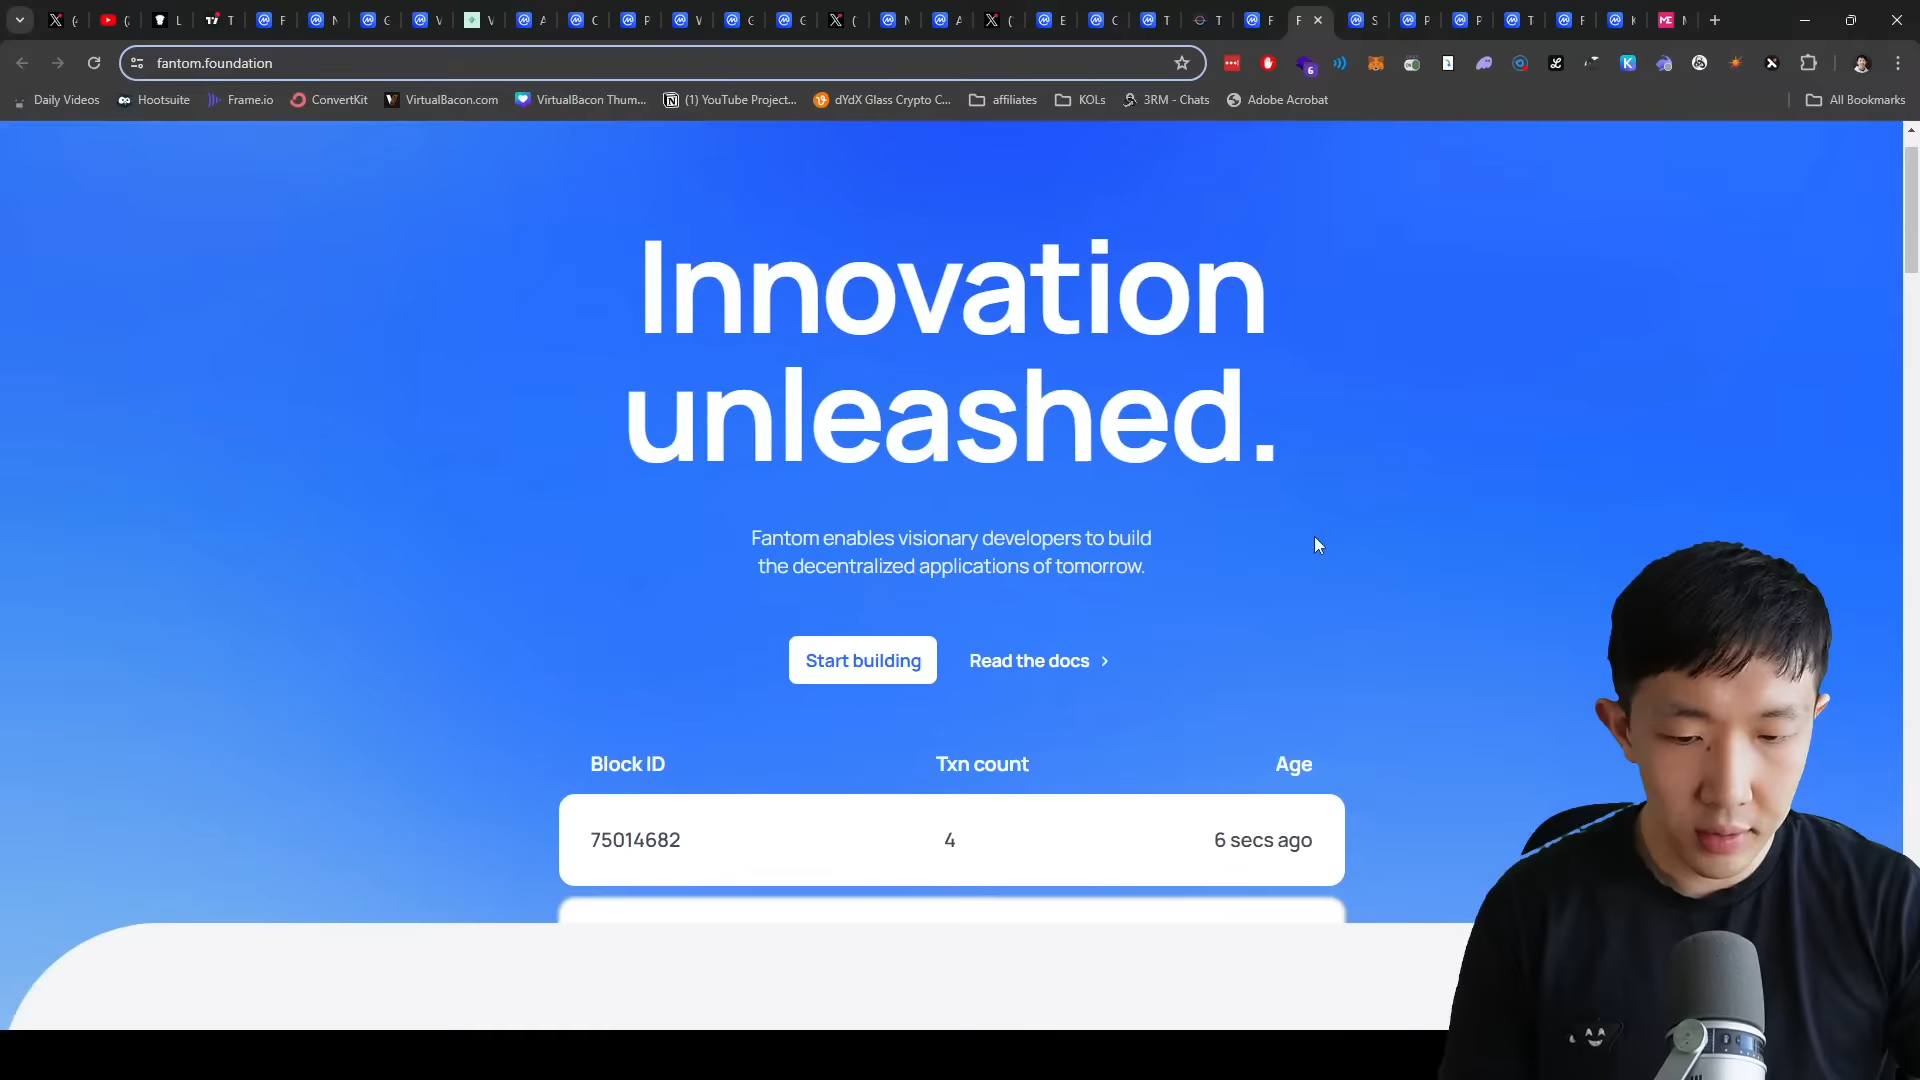 fantom.foundation
Daily Videos
Hootsuite
Frame.io
ConvertKit
VirtualBacon.com
VirtualBacon Thum...
(1) YouTube Project...
dYdX Glass Crypto C...
affiliates
KOLs
3RM - Chats
Adobe Acrobat
All Bookmarks
Innovation
unleashed.
Fantom enables visionary developers to build
the decentralized applications of tomorrow.
Start building
Read the docs
Block ID Txn count Age
75014682 4 6 secs ago